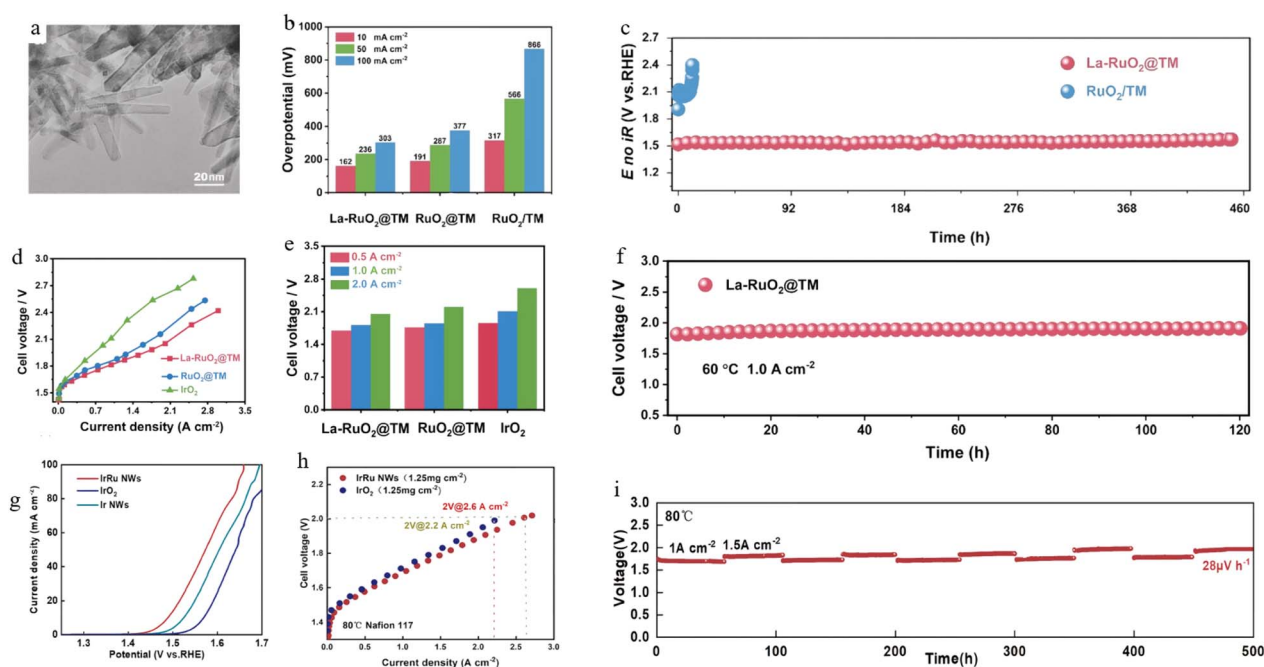 a
20nm
b
1000
800
600
400
200
0
Overpotential (mV)
10 mA cm⁻²
50 mA cm⁻²
100 mA cm⁻²
162
236
303
191
287
377
317
566
866
La-RuO₂@TM
RuO₂@TM
RuO₂/TM
c
2.7
2.4
2.1
1.8
1.5
1.2
E no iR (V vs.RHE)
La-RuO₂@TM
RuO₂/TM
0
92
184
276
368
460
Time (h)
d
3.0
2.7
2.4
2.1
1.8
1.5
Cell voltage / V
La-RuO₂@TM
RuO₂@TM
IrO₂
0.0
0.7
1.4
2.1
2.8
3.5
Current density (A cm⁻²)
e
3.5
2.8
2.1
1.4
0.7
0.0
Cell voltage / V
0.5 A cm⁻²
1.0 A cm⁻²
2.0 A cm⁻²
La-RuO₂@TM
RuO₂@TM
IrO₂
f
3.0
2.5
2.0
1.5
1.0
0.5
Cell voltage / V
La-RuO₂@TM
60 °C 1.0 A cm⁻²
0
20
40
60
80
100
120
Time (h)
g
100
80
60
40
20
0
Current density (mA cm⁻²)
IrRu NWs
IrO₂
Ir NWs
1.3
1.4
1.5
1.6
1.7
Potential (V vs.RHE)
h
2.2
2.0
1.8
1.6
1.4
Cell voltage (V)
IrRu NWs (1.25mg cm⁻²)
IrO₂ (1.25mg cm⁻²)
2V@2.6 A cm⁻²
2V@2.2 A cm⁻²
80℃ Nafion 117
0.0
0.5
1.0
1.5
2.0
2.5
3.0
Current density (A cm⁻²)
i
3.0
2.5
2.0
1.5
1.0
0.5
0.0
Voltage(V)
80℃
1A cm⁻²
1.5A cm⁻²
28μV h⁻¹
0
100
200
300
400
500
Time(h)